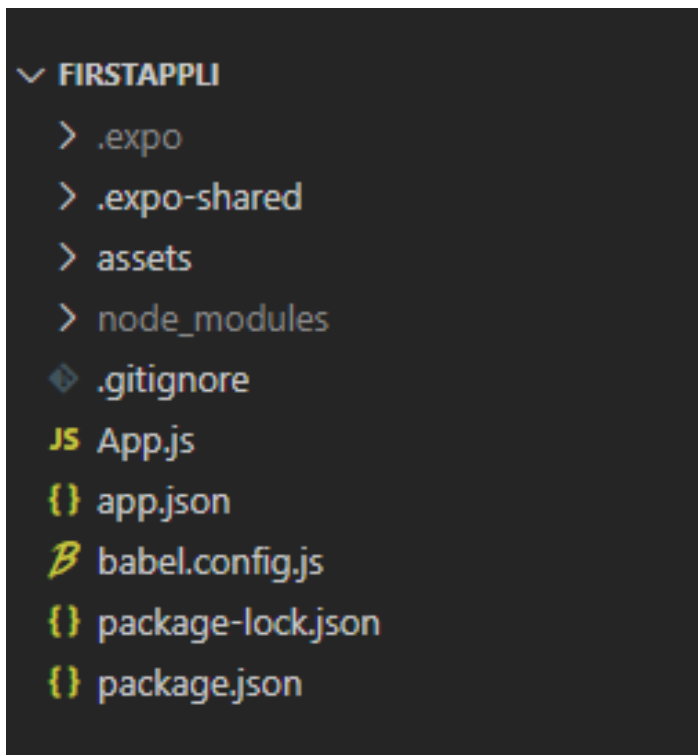 FIRSTAPPLI
.expo
.expo-shared
assets
node_modules
.gitignore
JS App.js
{} app.json
B babel.config.js
{} package-lock.json
{} package.json